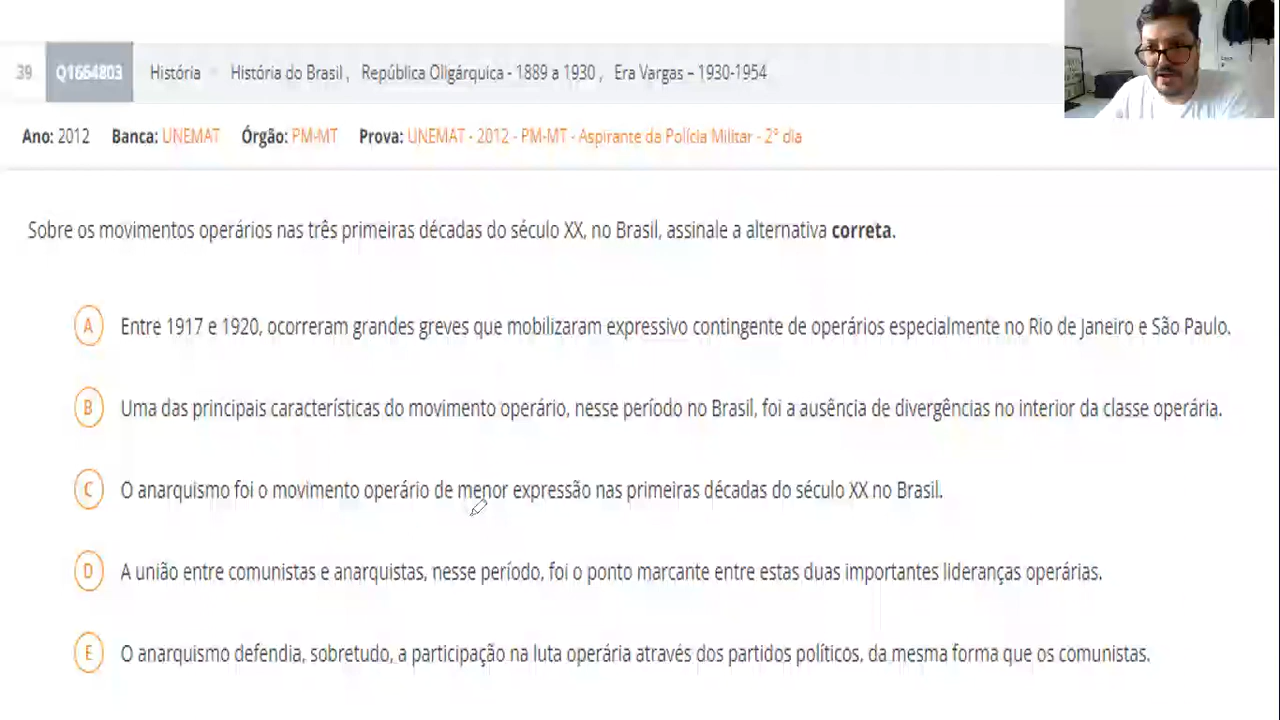 39 Q1664803 História História do Brasil , República Oligárquica - 1889 a 1930 , Era Vargas – 1930-1954
Ano: 2012 Banca: UNEMAT Órgão: PM-MT Prova: UNEMAT - 2012 - PM-MT - Aspirante da Polícia Militar - 2° dia
Sobre os movimentos operários nas três primeiras décadas do século XX, no Brasil, assinale a alternativa correta.
A Entre 1917 e 1920, ocorreram grandes greves que mobilizaram expressivo contingente de operários especialmente no Rio de Janeiro e São Paulo.
B Uma das principais características do movimento operário, nesse período no Brasil, foi a ausência de divergências no interior da classe operária.
C O anarquismo foi o movimento operário de menor expressão nas primeiras décadas do século XX no Brasil.
D A união entre comunistas e anarquistas, nesse período, foi o ponto marcante entre estas duas importantes lideranças operárias.
E O anarquismo defendia, sobretudo, a participação na luta operária através dos partidos políticos, da mesma forma que os comunistas.